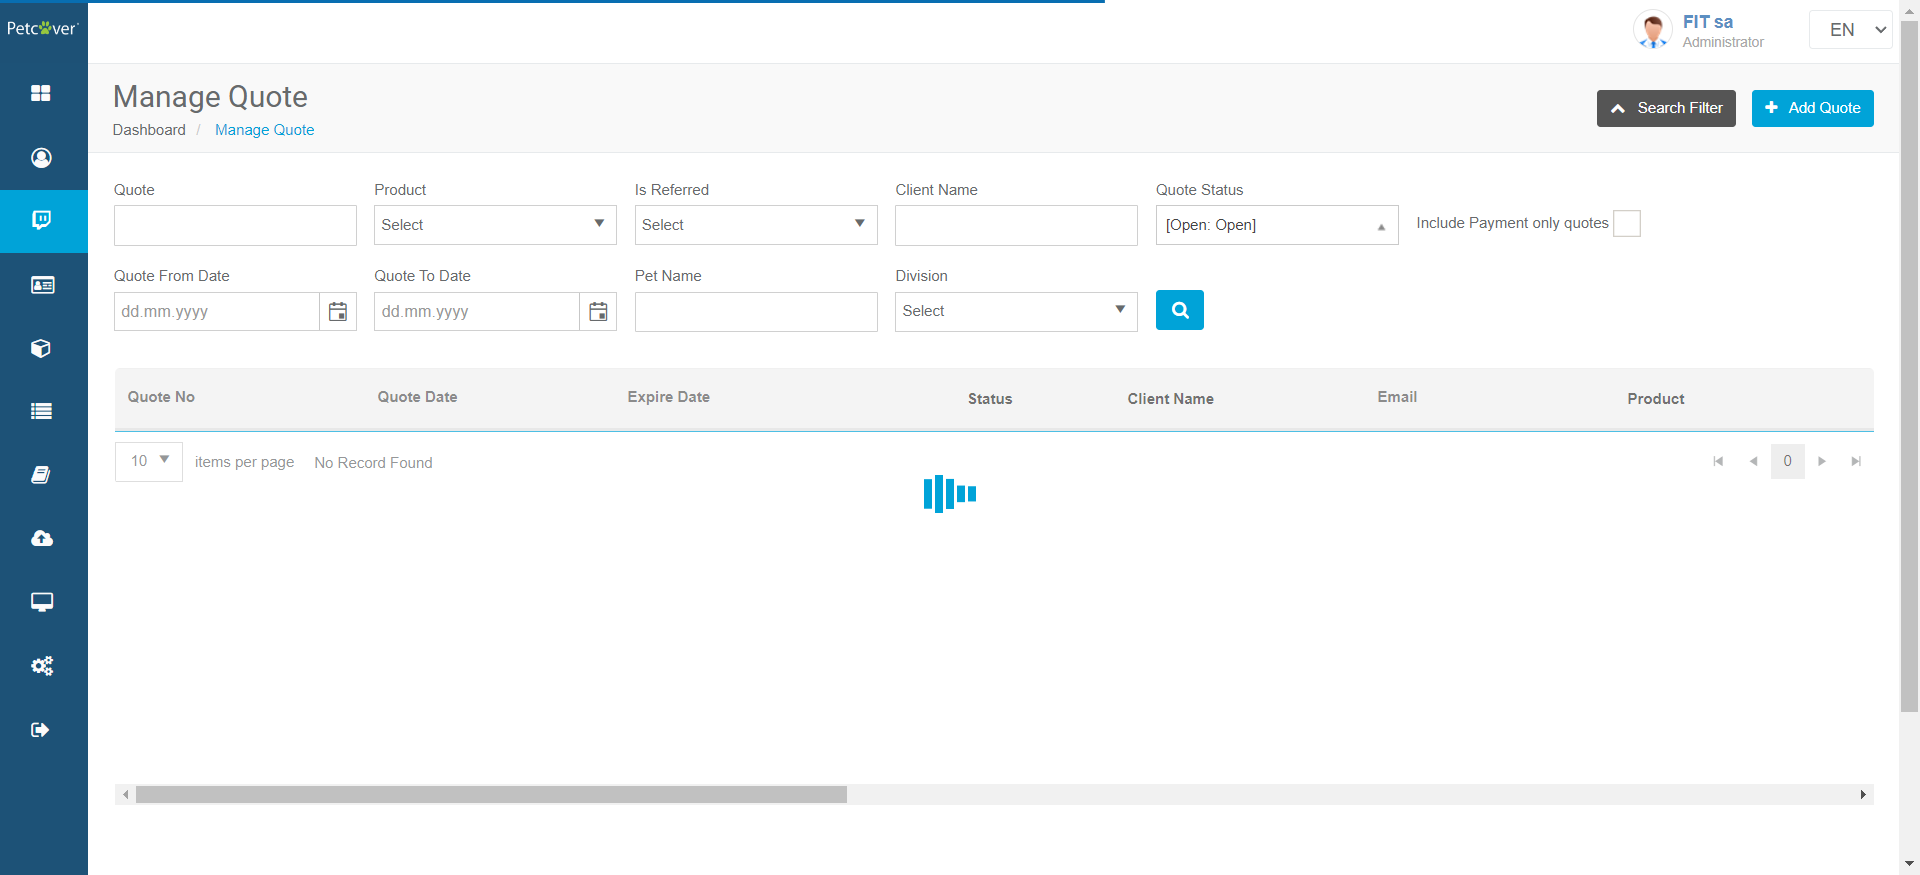 Petcover
FIT sa
Administrator
EN
Manage Quote
Dashboard / Manage Quote
Search Filter
Add Quote
Quote
Product
Is Referred
Client Name
Quote Status
Select
Select
[Open: Open]
Include Payment only quotes
Quote From Date
Quote To Date
Pet Name
Division
dd.mm.yyyy
dd.mm.yyyy
Select
Quote No
Quote Date
Expire Date
Status
Client Name
Email
Product
10
items per page
No Record Found
0